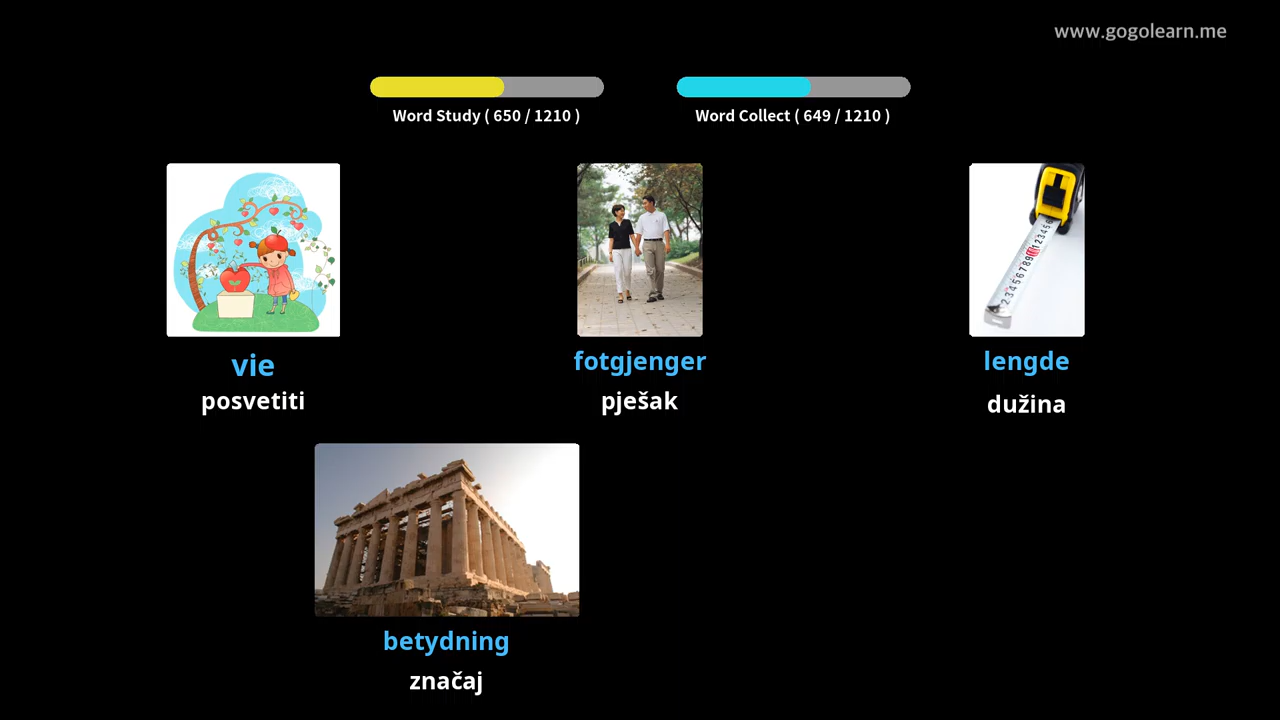 www.gogolearn.me
Word Study ( 650 / 1210 )
Word Collect ( 649 / 1210 )
vie
posvetiti
fotgjenger
pješak
lengde
dužina
betydning
značaj